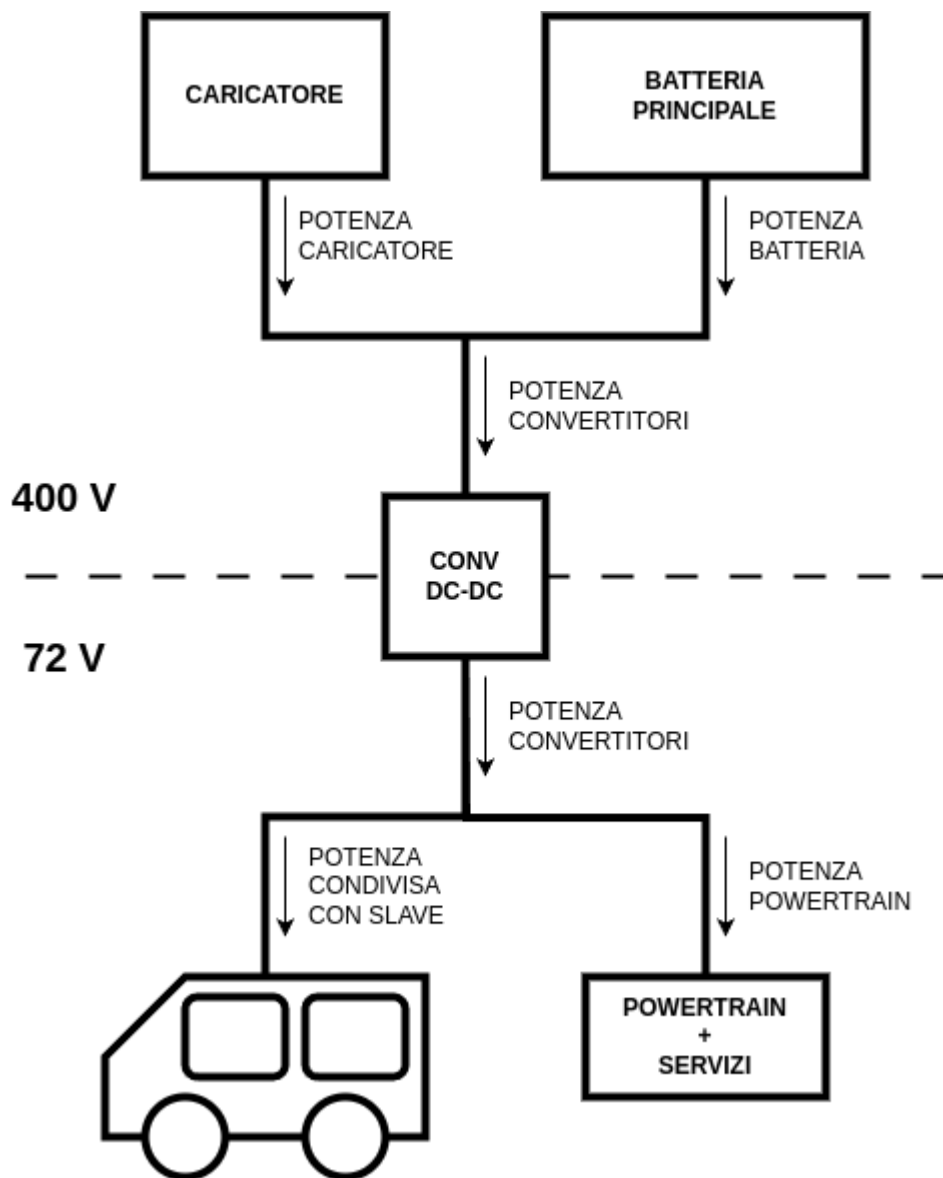 CARICATORE
BATTERIA
PRINCIPALE
POTENZA
CARICATORE
POTENZA
BATTERIA
POTENZA
CONVERTITORI
400 V
CONV
DC-DC
72 V
POTENZA
CONVERTITORI
POTENZA
CONDIVISA
CON SLAVE
POTENZA
POWERTRAIN
POWERTRAIN
+
SERVIZI